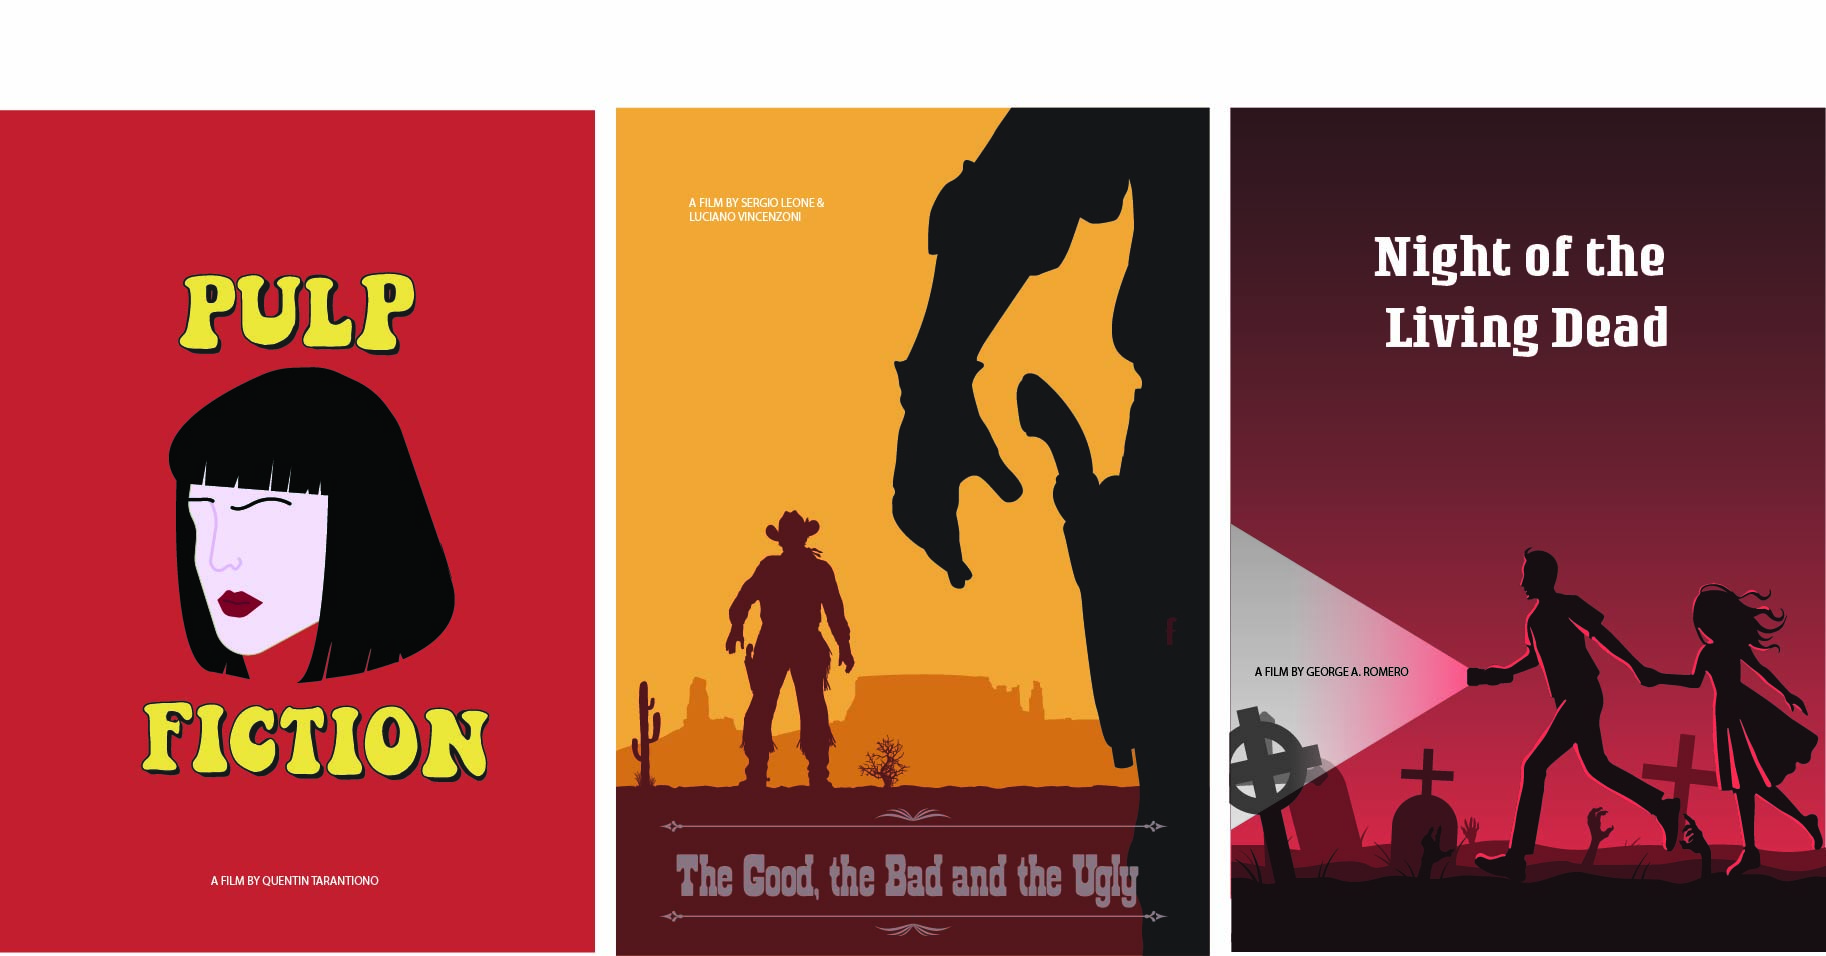 PULP
FICTION
A FILM BY QUENTIN TARANTIONO
A FILM BY SERGIO LEONE &
LUCIANO VINCENZONI
f
The Good, the Bad and the Ugly
Night of the
Living Dead
A FILM BY GEORGE A. ROMERO